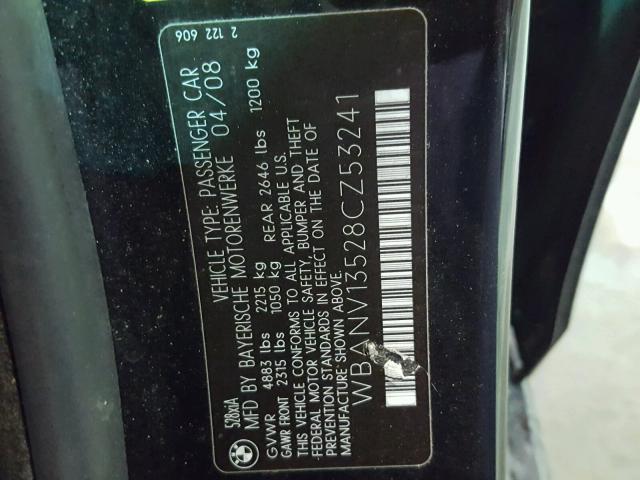 528xiA
VEHICLE TYPE: PASSENGER CAR
MFD BY BAYERISCHE MOTORENWERKE 04/08
GVWR 4883 lbs 2215 kg
GAWR FRONT 2315 lbs 1050 kg REAR 2646 lbs 1200 kg
THIS VEHICLE CONFORMS TO ALL APPLICABLE U.S.
FEDERAL MOTOR VEHICLE SAFETY, BUMPER AND THEFT
PREVENTION STANDARDS IN EFFECT ON THE DATE OF
MANUFACTURE SHOWN ABOVE.
WBANV13528CZ53241
2 122 606